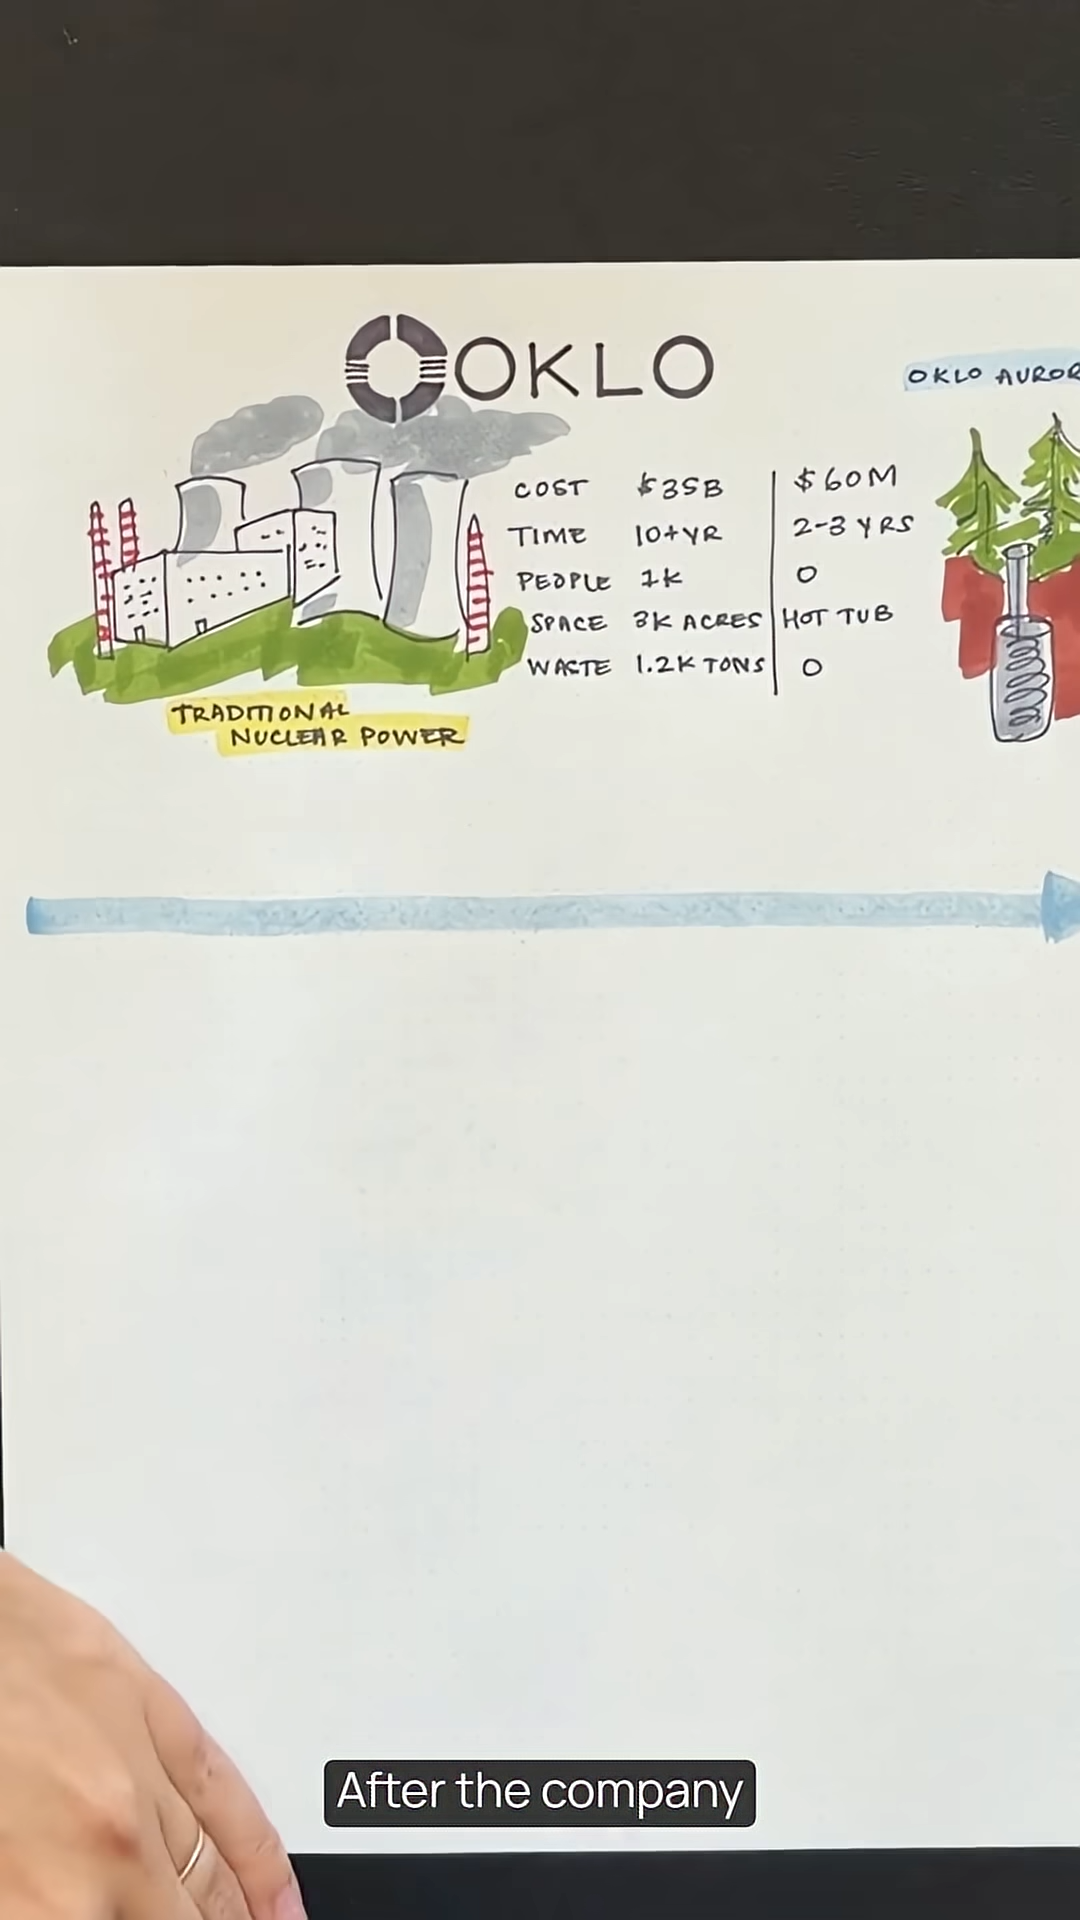 OKLO
OKLO AUROR
COST $35B $60M
TIME 10+YR 2-3 YRS
PEOPLE 1K 0
SPACE 3K ACRES HOT TUB
WASTE 1.2K TONS 0
TRADITIONAL
NUCLEAR POWER
After the company